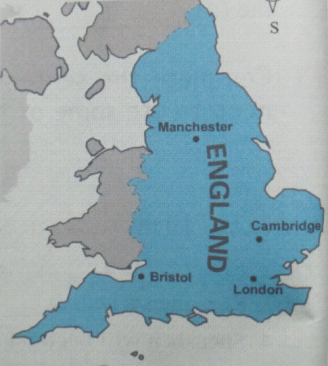 S
Manchester
ENGLAND
Cambridge
Bristol
London